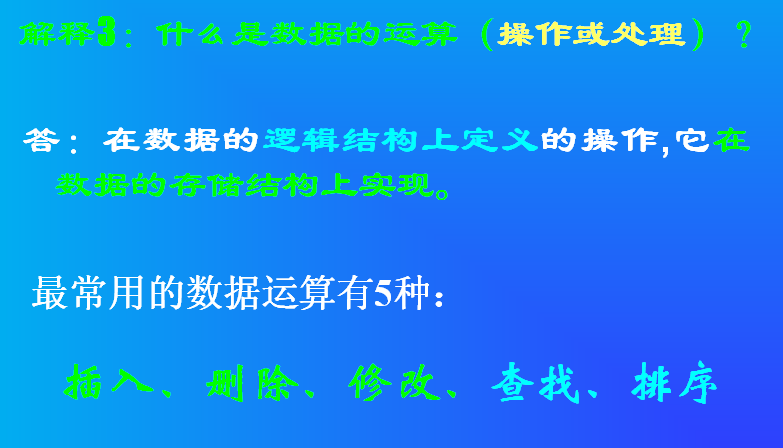 解释3：什么是数据的运算（操作或处理）？
答：在数据的逻辑结构上定义的操作,它在
数据的存储结构上实现。
最常用的数据运算有5种：
插入、删除、修改、查找、排序